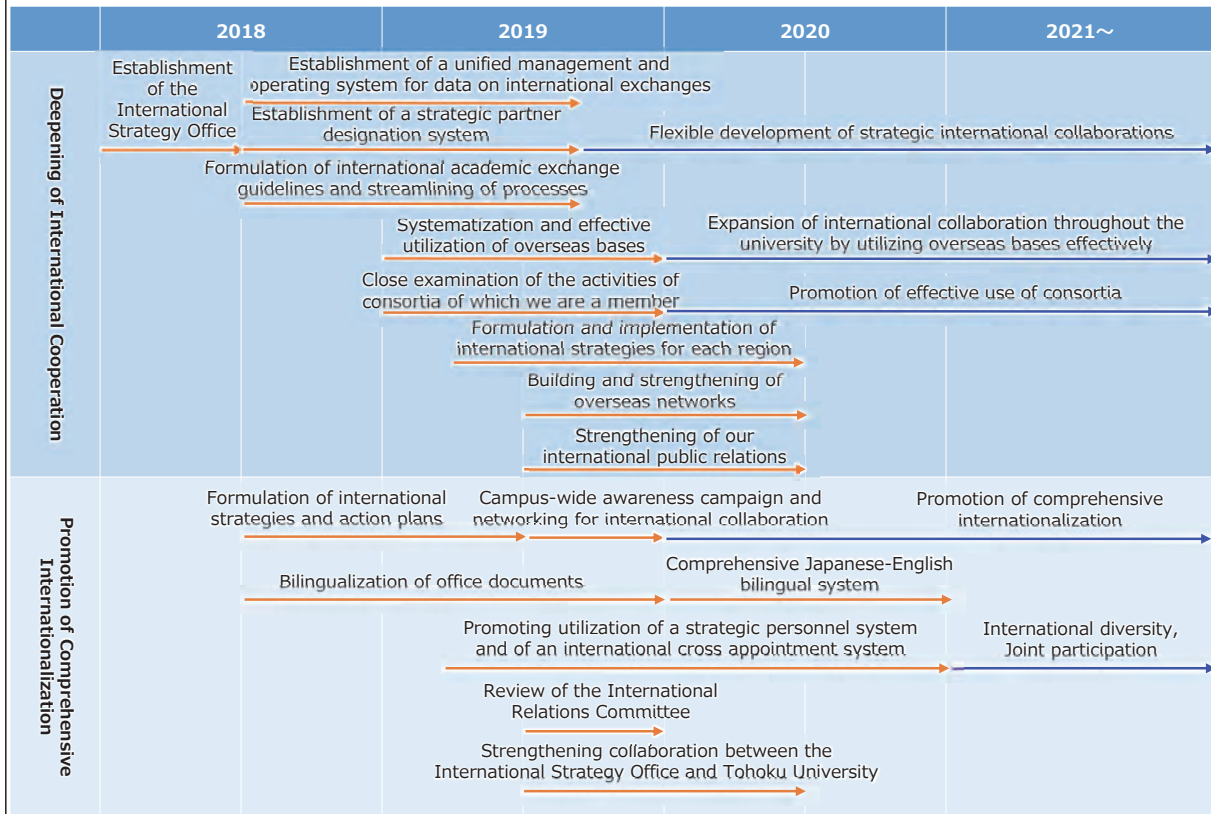 2018
2019
2020
2021～
Deepening of International Cooperation
Establishment
of the
International
Strategy Office
Establishment of a unified management and
operating system for data on international exchanges
Establishment of a strategic partner
designation system
Flexible development of strategic international collaborations
Formulation of international academic exchange
guidelines and streamlining of processes
Systematization and effective
utilization of overseas bases
Expansion of international collaboration throughout the
university by utilizing overseas bases effectively
Close examination of the activities of
consortia of which we are a member
Promotion of effective use of consortia
Formulation and implementation of
international strategies for each region
Building and strengthening of
overseas networks
Strengthening of our
international public relations
Promotion of Comprehensive
Internationalization
Formulation of international
strategies and action plans
Campus-wide awareness campaign and
networking for international collaboration
Promotion of comprehensive
internationalization
Bilingualization of office documents
Comprehensive Japanese-English
bilingual system
Promoting utilization of a strategic personnel system
and of an international cross appointment system
International diversity,
Joint participation
Review of the International
Relations Committee
Strengthening collaboration between the
International Strategy Office and Tohoku University